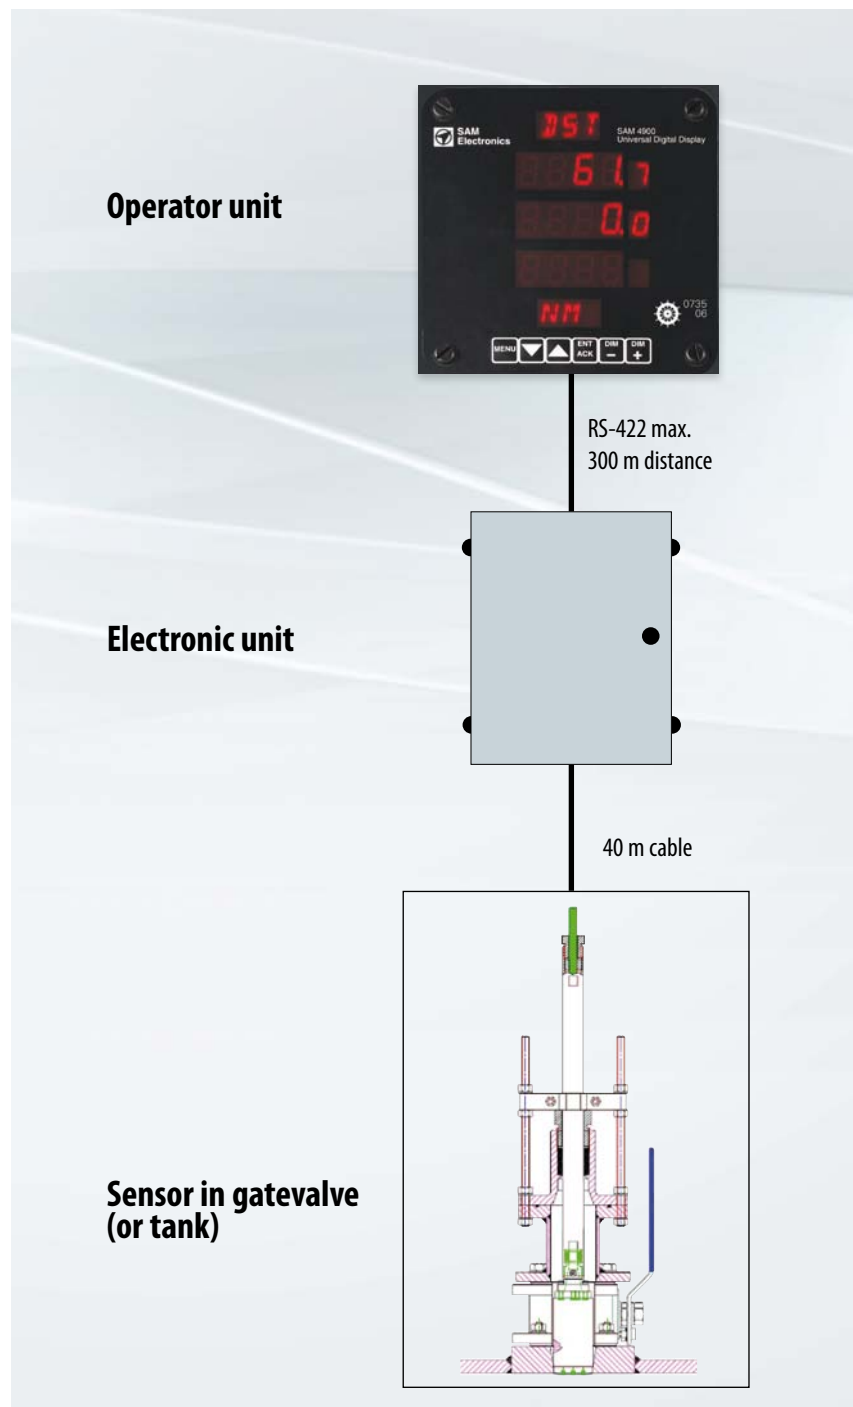 Operator unit
SAM
Electronics
DST
SAM 4900
Universal Digital Display
61.7
0.0
NM
0735
06
MENU
ENT
ACK
DIM
−
DIM
+
RS-422 max.
300 m distance
Electronic unit
40 m cable
Sensor in gatevalve
(or tank)